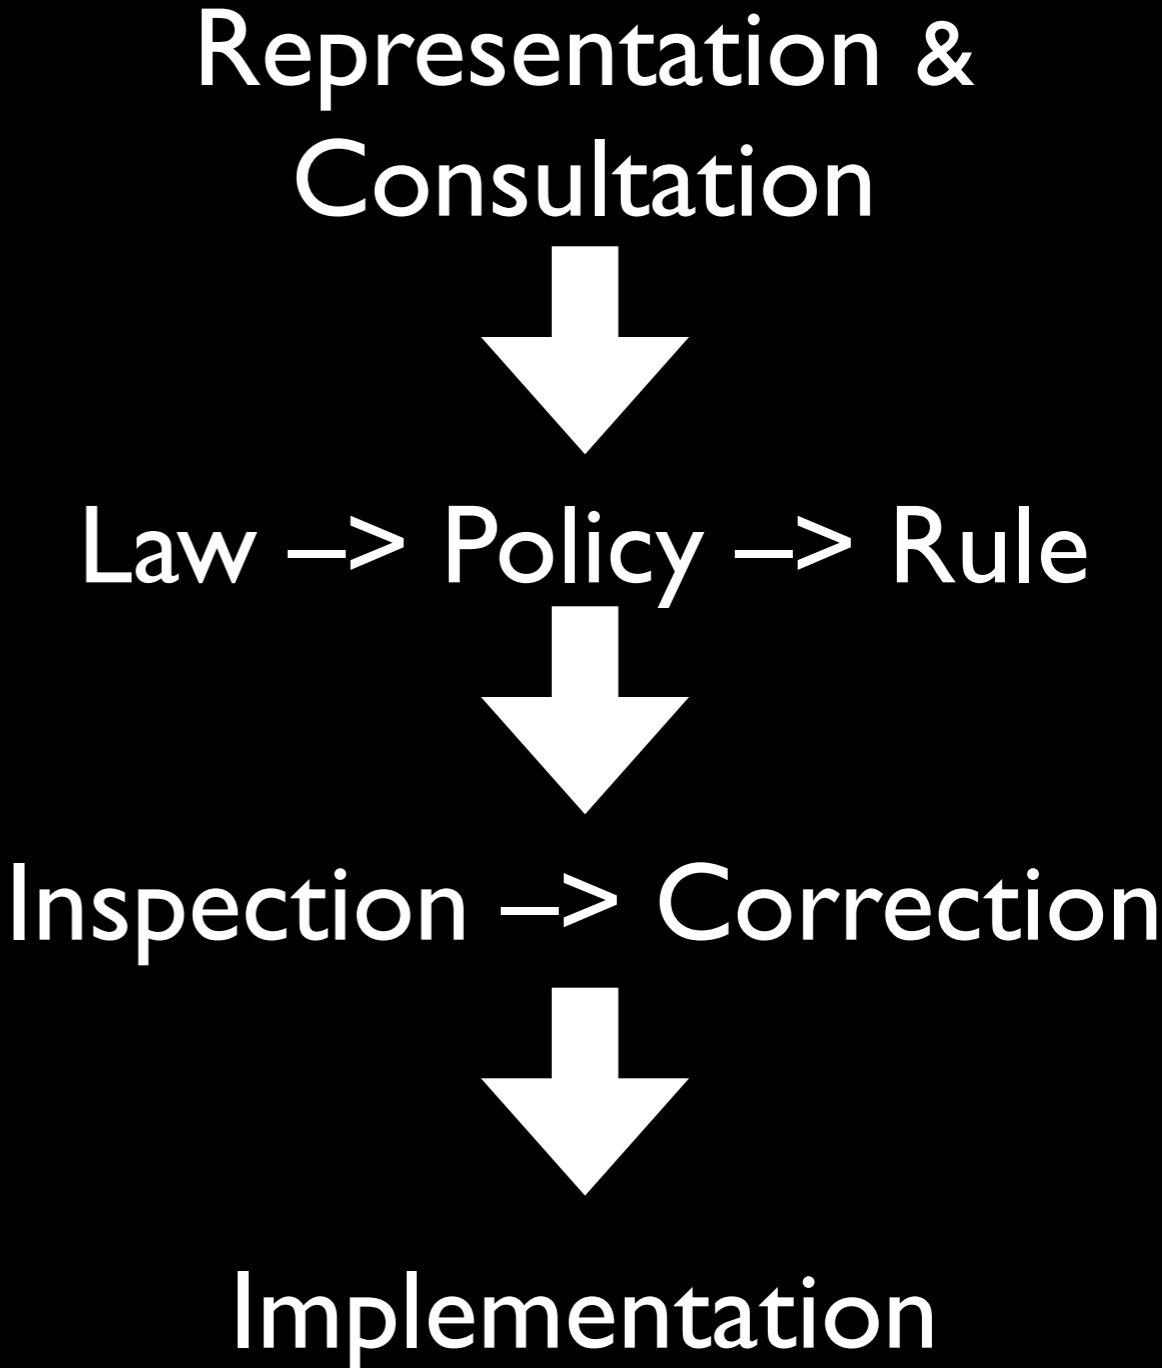 Representation &
Consultation
Law –> Policy –> Rule
Inspection –> Correction
Implementation